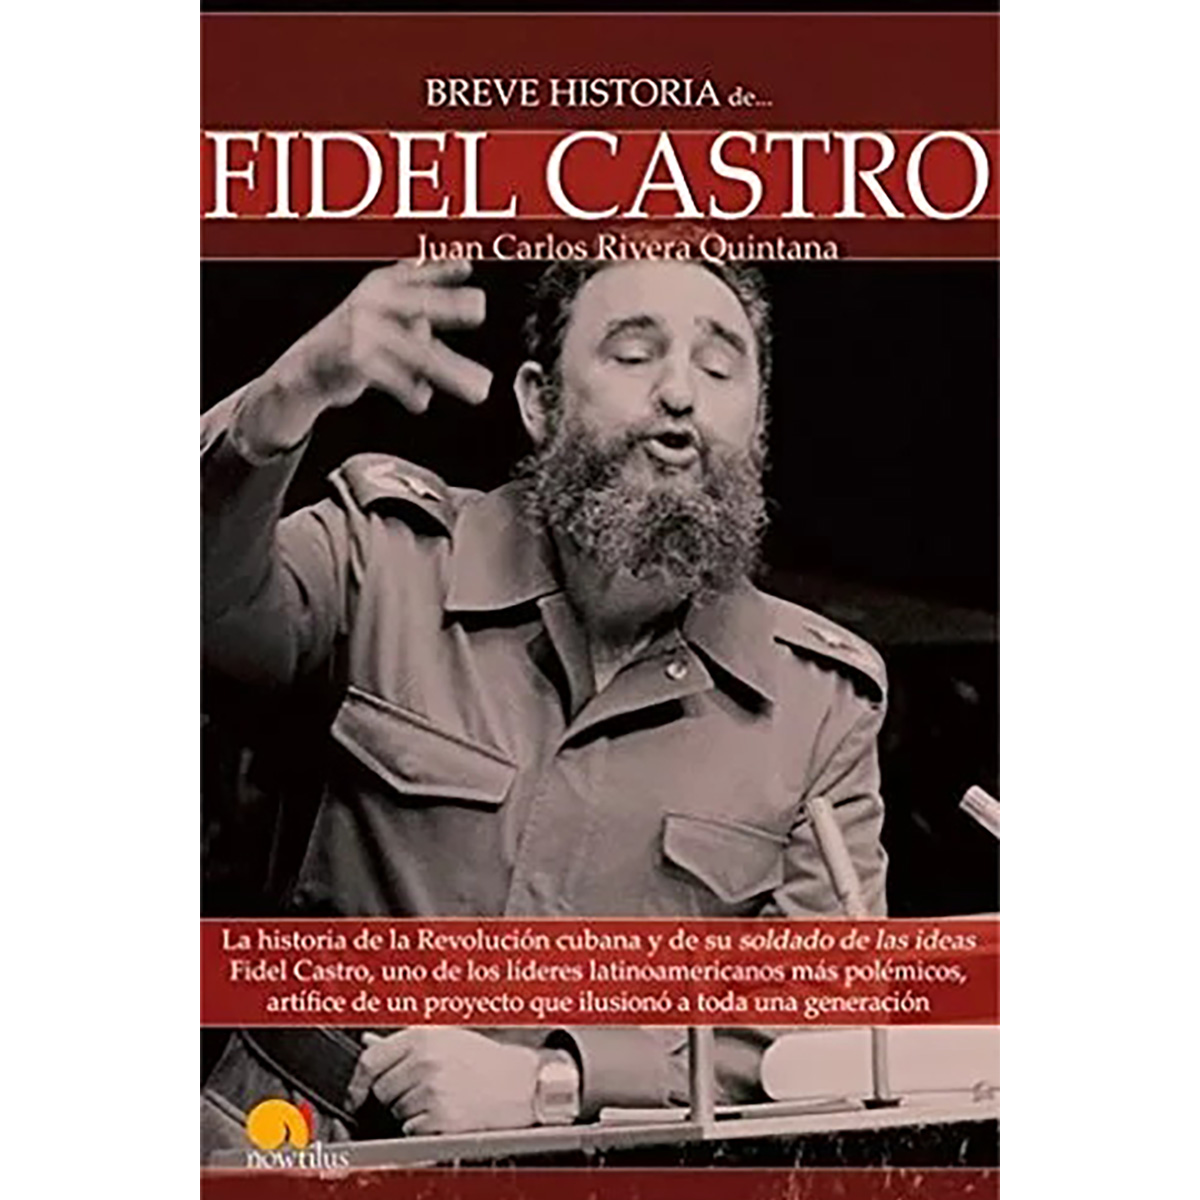 BREVE HISTORIA de...
FIDEL CASTRO
Juan Carlos Rivera Quintana
La historia de la Revolución cubana y de su soldado de las ideas
Fidel Castro, uno de los líderes latinoamericanos más polémicos,
artífice de un proyecto que ilusionó a toda una generación
nowtilus